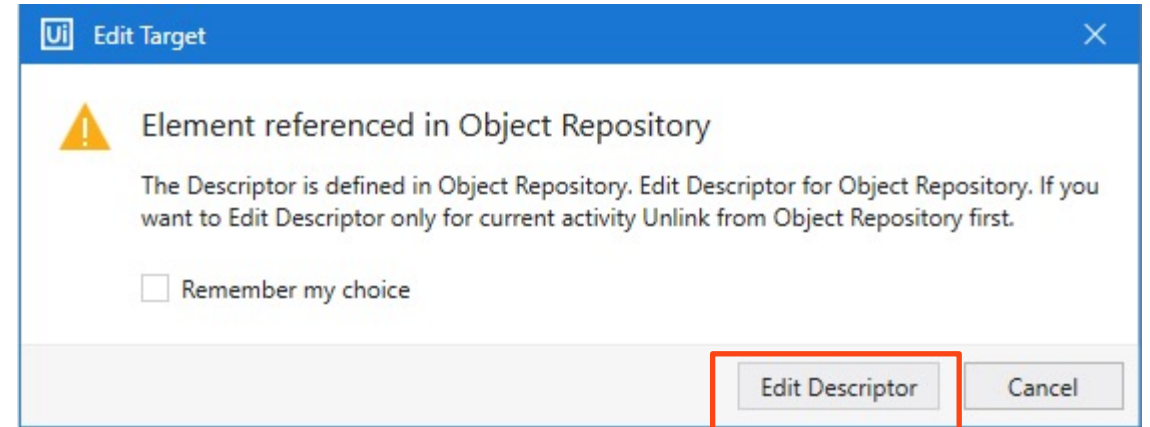 Ui Edit Target
Element referenced in Object Repository
The Descriptor is defined in Object Repository. Edit Descriptor for Object Repository. If you
want to Edit Descriptor only for current activity Unlink from Object Repository first.
Remember my choice
Edit Descriptor Cancel